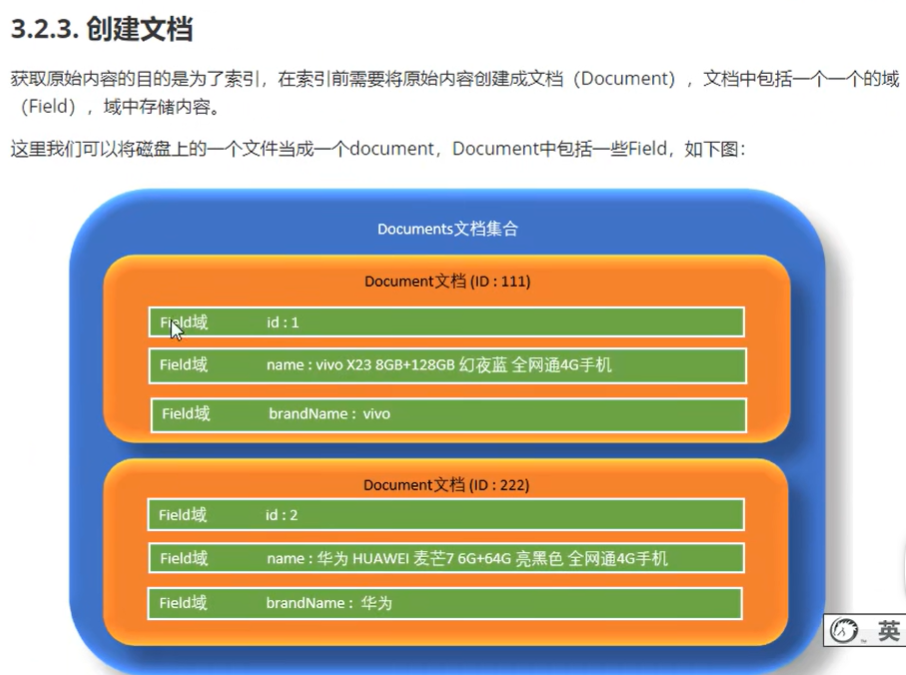 3.2.3. 创建文档
获取原始内容的目的是为了索引，在索引前需要将原始内容创建成文档（Document），文档中包括一个一个的域
（Field），域中存储内容。
这里我们可以将磁盘上的一个文件当成一个document，Document中包括一些Field，如下图：
Documents文档集合
Document文档 (ID : 111)
Field域 id : 1
Field域 name : vivo X23 8GB+128GB 幻夜蓝 全网通4G手机
Field域 brandName : vivo
Document文档 (ID : 222)
Field域 id : 2
Field域 name : 华为 HUAWEI 麦芒7 6G+64G 亮黑色 全网通4G手机
Field域 brandName : 华为
英